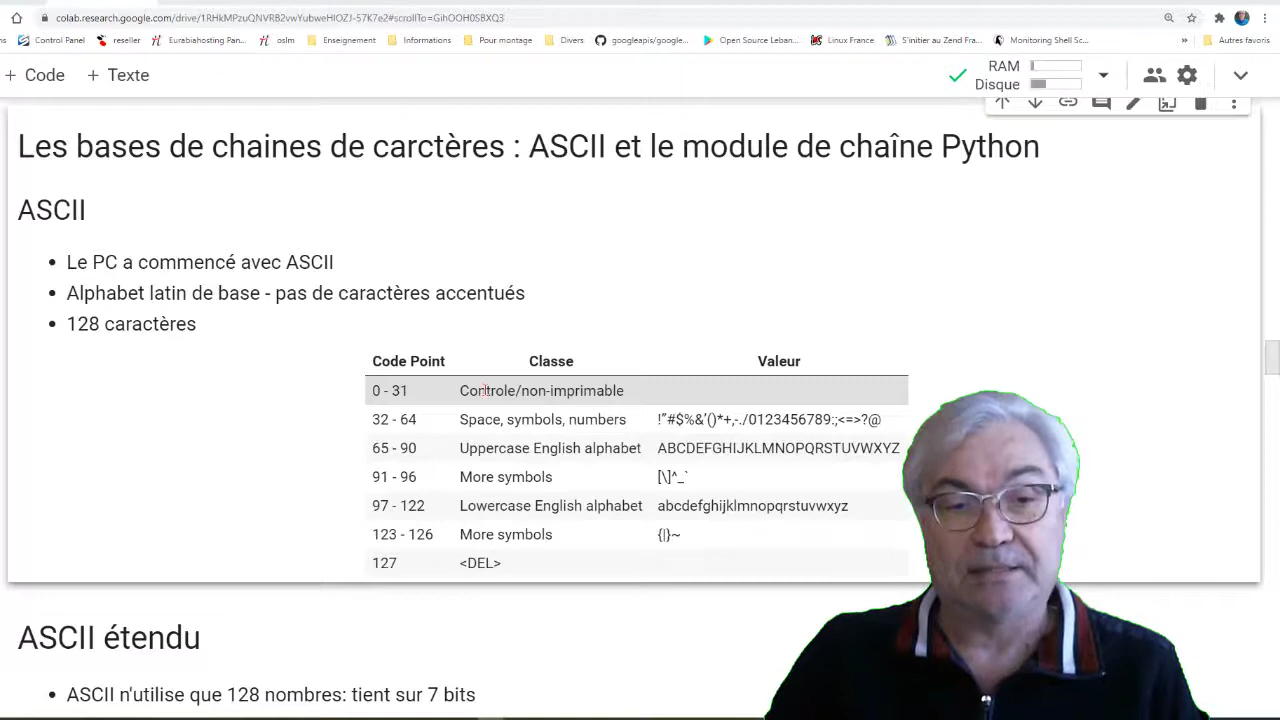 colab.research.google.com/drive/1RHkMPzuQNVRB2vwYubweHIOZJ-57K7e2#scrollTo=GihOOH0SBXQ3
Control Panel reseller Eurabiahosting Pan... oslm Enseignement Informations Pour montage Divers googleapis/google... Open Source Leban... Linux France S'initier au Zend Fra... Monitoring Shell Sc... » Autres favoris
+ Code + Texte RAM
Disque
Les bases de chaines de carctères : ASCII et le module de chaîne Python
ASCII
• Le PC a commencé avec ASCII
• Alphabet latin de base - pas de caractères accentués
• 128 caractères
Code Point Classe Valeur
0 - 31 Controle/non-imprimable
32 - 64 Space, symbols, numbers !"#$%&'()*+,-./0123456789:;<=>?@
65 - 90 Uppercase English alphabet ABCDEFGHIJKLMNOPQRSTUVWXYZ
91 - 96 More symbols [\]^_`
97 - 122 Lowercase English alphabet abcdefghijklmnopqrstuvwxyz
123 - 126 More symbols {|}~
127 <DEL>
ASCII étendu
• ASCII n'utilise que 128 nombres: tient sur 7 bits